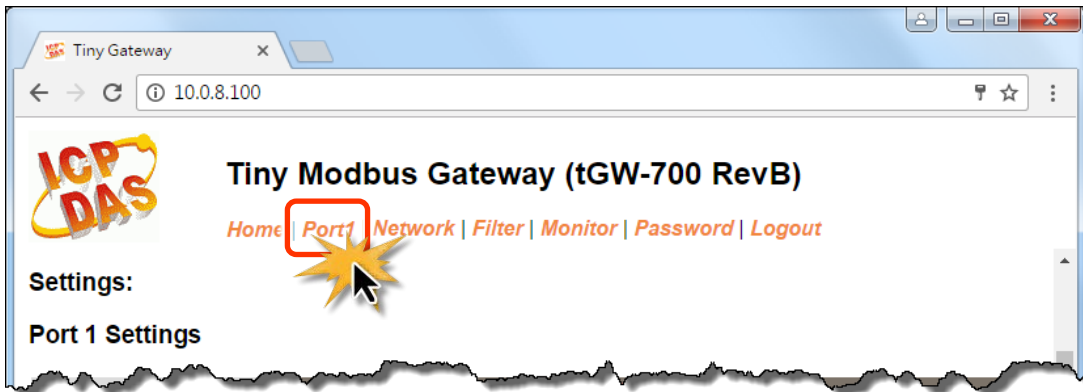 Tiny Gateway
10.0.8.100
ICP
DAS
Tiny Modbus Gateway (tGW-700 RevB)
Home | Port1 | Network | Filter | Monitor | Password | Logout
Settings:
Port 1 Settings